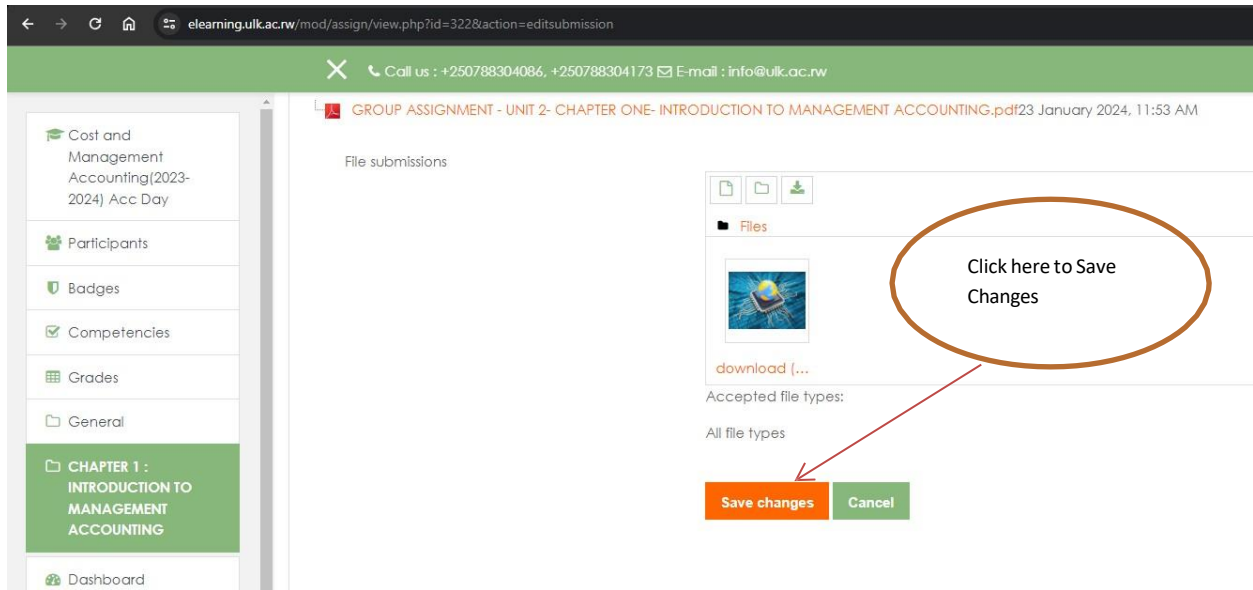 elearning.ulk.ac.rw/mod/assign/view.php?id=322&action=editsubmission
Call us : +250788304086, +250788304173 E-mail : info@ulk.ac.rw
Cost and
Management
Accounting(2023-
2024) Acc Day
Participants
Badges
Competencies
Grades
General
CHAPTER 1 :
INTRODUCTION TO
MANAGEMENT
ACCOUNTING
Dashboard
GROUP ASSIGNMENT - UNIT 2- CHAPTER ONE- INTRODUCTION TO MANAGEMENT ACCOUNTING.pdf23 January 2024, 11:53 AM
File submissions
Files
download (...
Accepted file types:
All file types
Save changes Cancel
Click here to Save
Changes